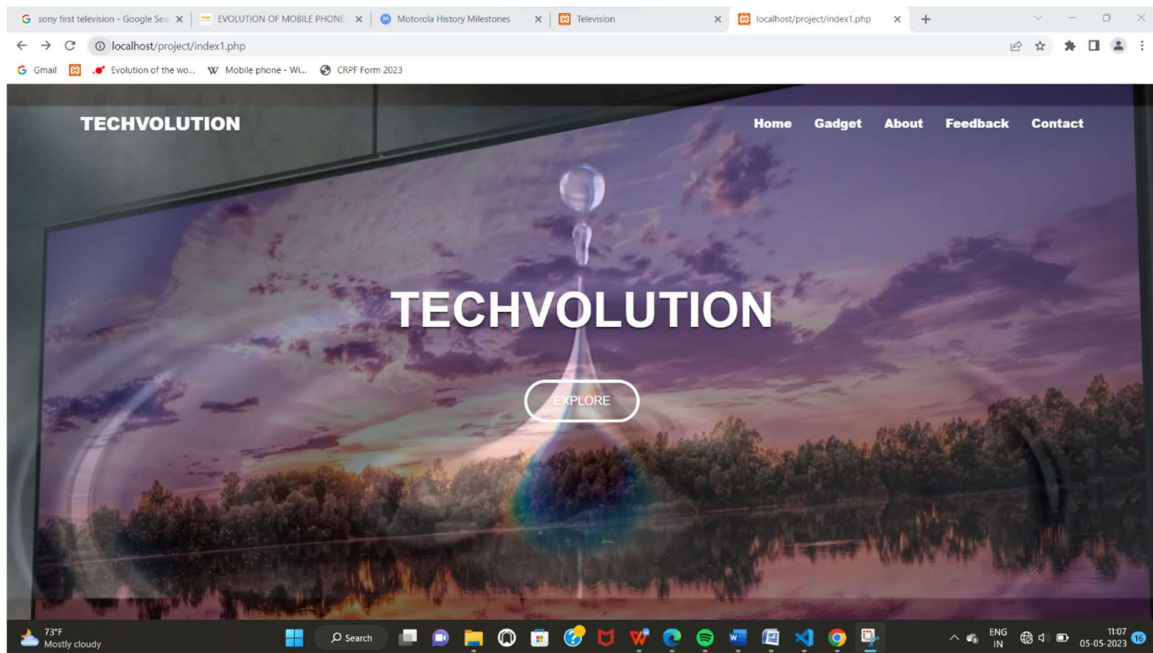 sony first television - Google Sea
EVOLUTION OF MOBILE PHONE
Motorola History Milestones
Television
localhost/project/index1.php
localhost/project/index1.php
Gmail
Evolution of the wo...
W Mobile phone - Wi...
CRPF Form 2023
TECHVOLUTION
Home Gadget About Feedback Contact
TECHVOLUTION
EXPLORE
73°F
Mostly cloudy
Search
ENG
IN
11:07
05-05-2023
16